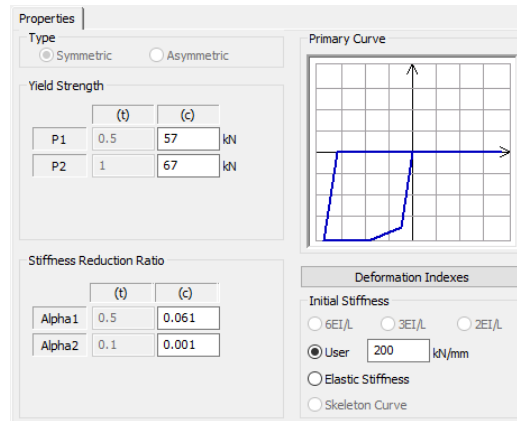 Properties
Type
Symmetric Asymmetric
Yield Strength
(t) (c)
P1 0.5 57 kN
P2 1 67 kN
Stiffness Reduction Ratio
(t) (c)
Alpha1 0.5 0.061
Alpha2 0.1 0.001
Primary Curve
Deformation Indexes
Initial Stiffness
6EI/L 3EI/L 2EI/L
User 200 kN/mm
Elastic Stiffness
Skeleton Curve